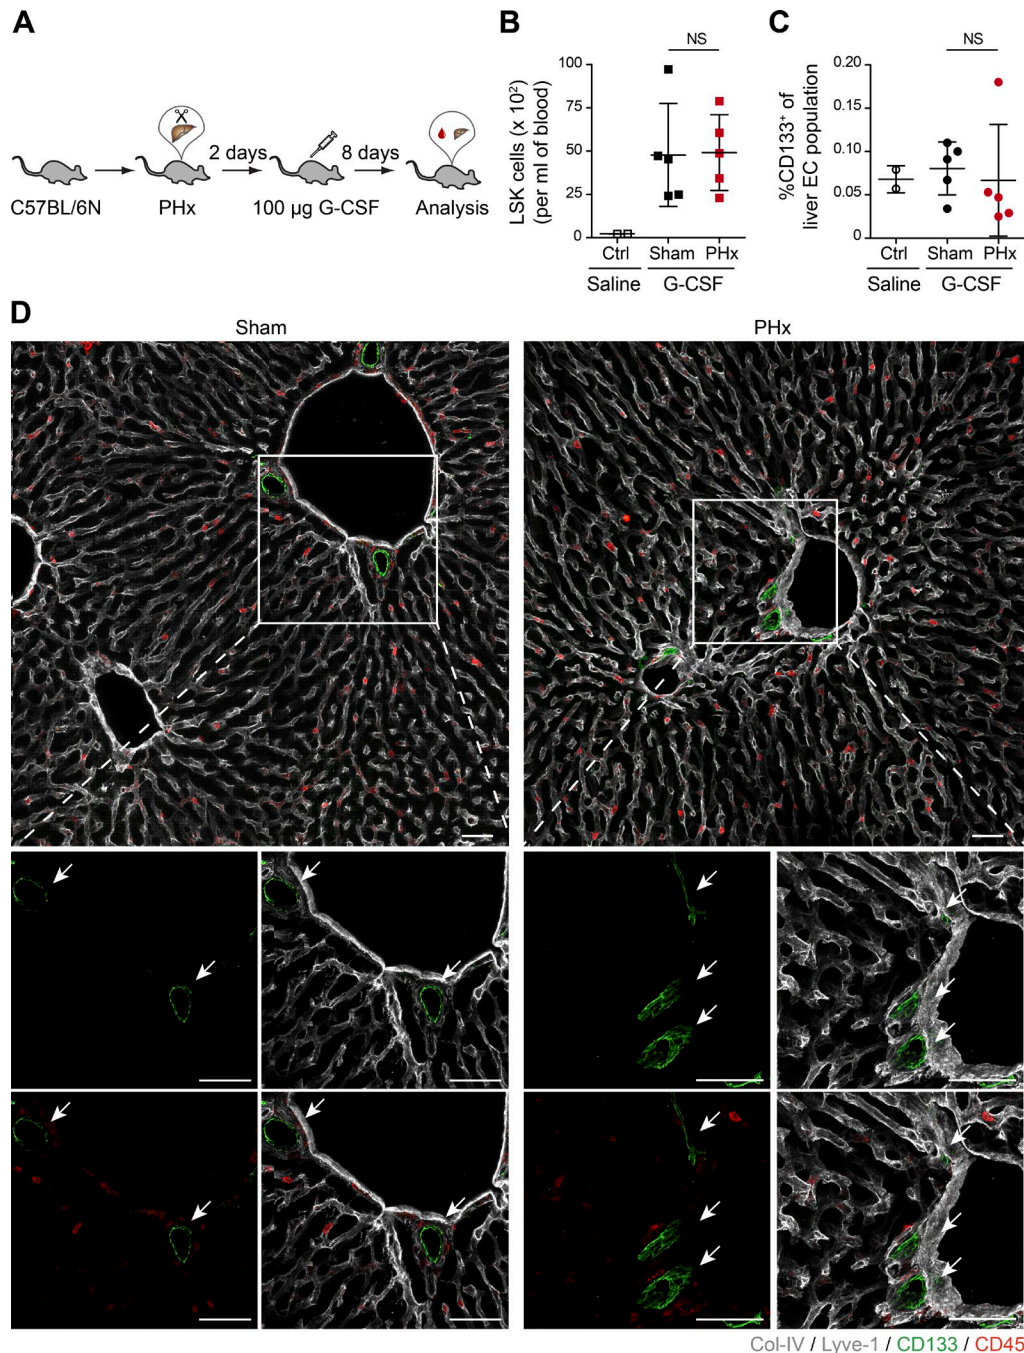 A
2 days
8 days
C57BL/6N
PHx
100 µg G-CSF
Analysis
B
NS
LSK cells (x 10²)
(per ml of blood)
100
75
50
25
0
Ctrl
Sham
PHx
Saline
G-CSF
C
NS
%CD133⁺ of
liver EC population
0.20
0.15
0.10
0.05
0
Ctrl
Sham
PHx
Saline
G-CSF
D
Sham
PHx
Col-IV / Lyve-1 / CD133 / CD45